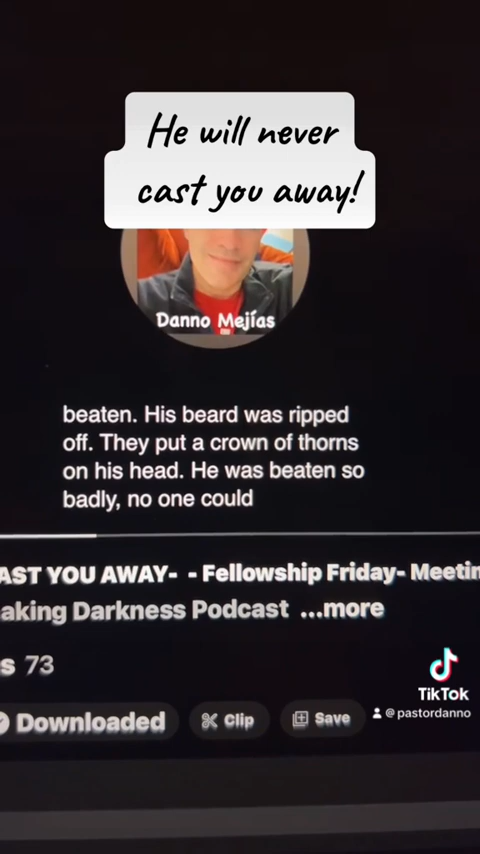 He will never
cast you away!
Danno Mejías
beaten. His beard was ripped
off. They put a crown of thorns
on his head. He was beaten so
badly, no one could
AST YOU AWAY- - Fellowship Friday- Meetin
aking Darkness Podcast ...more
s 73
Downloaded
Clip
Save
TikTok
@pastordanno